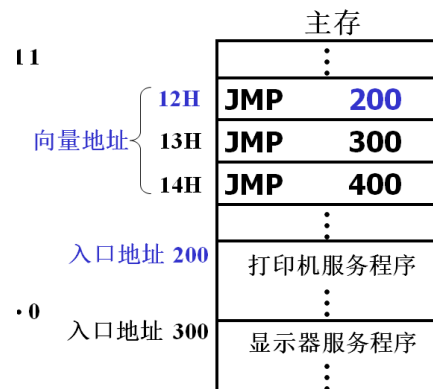 主存
11
12H JMP 200
向量地址 13H JMP 300
14H JMP 400
入口地址 200
打印机服务程序
·0
入口地址 300
显示器服务程序